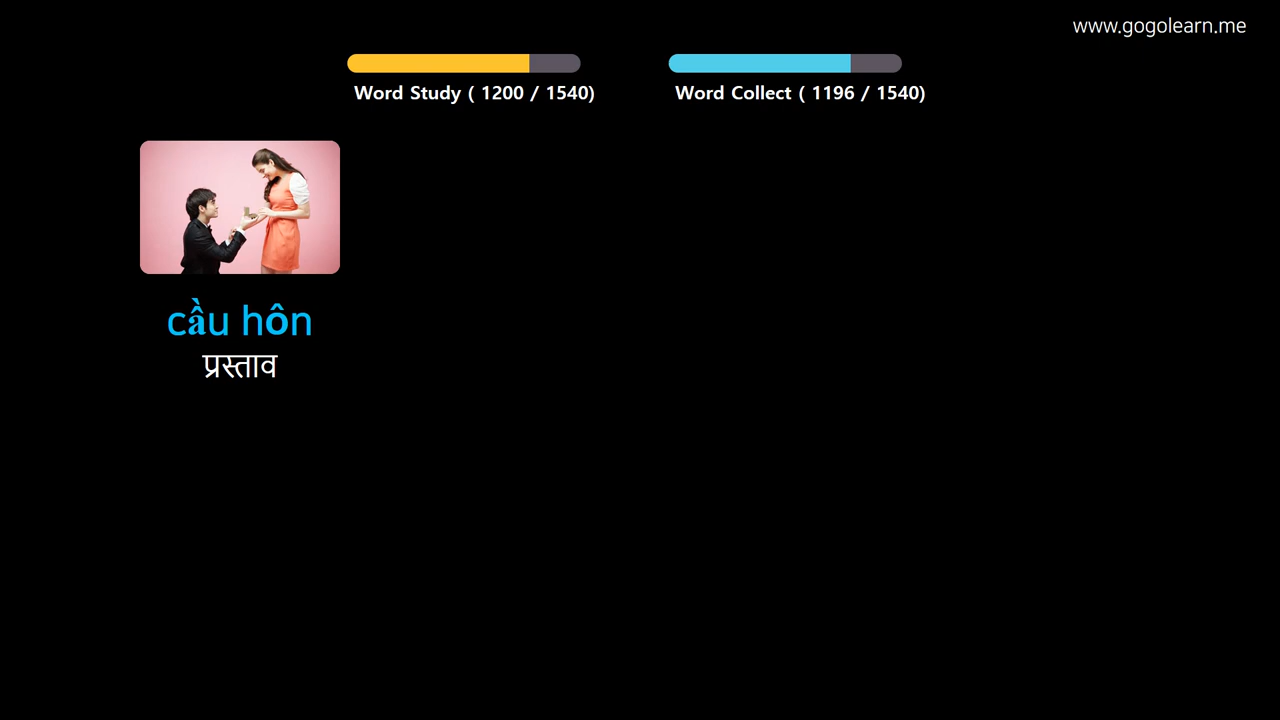 www.gogolearn.me
Word Study ( 1200 / 1540)
Word Collect ( 1196 / 1540)
cầu hôn
प्रस्ताव